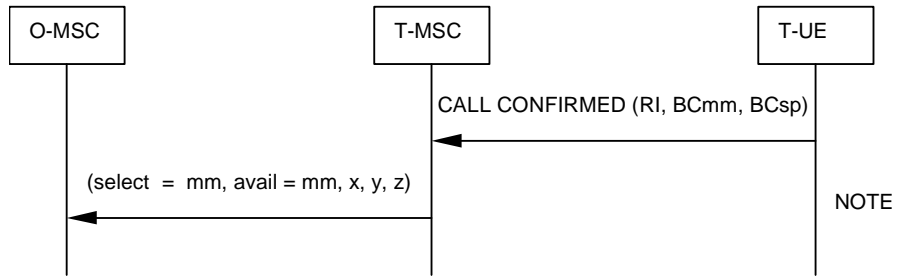 O-MSC T-MSC T-UE
CALL CONFIRMED (RI, BCmm, BCsp)
(select = mm, avail = mm, x, y, z)
NOTE